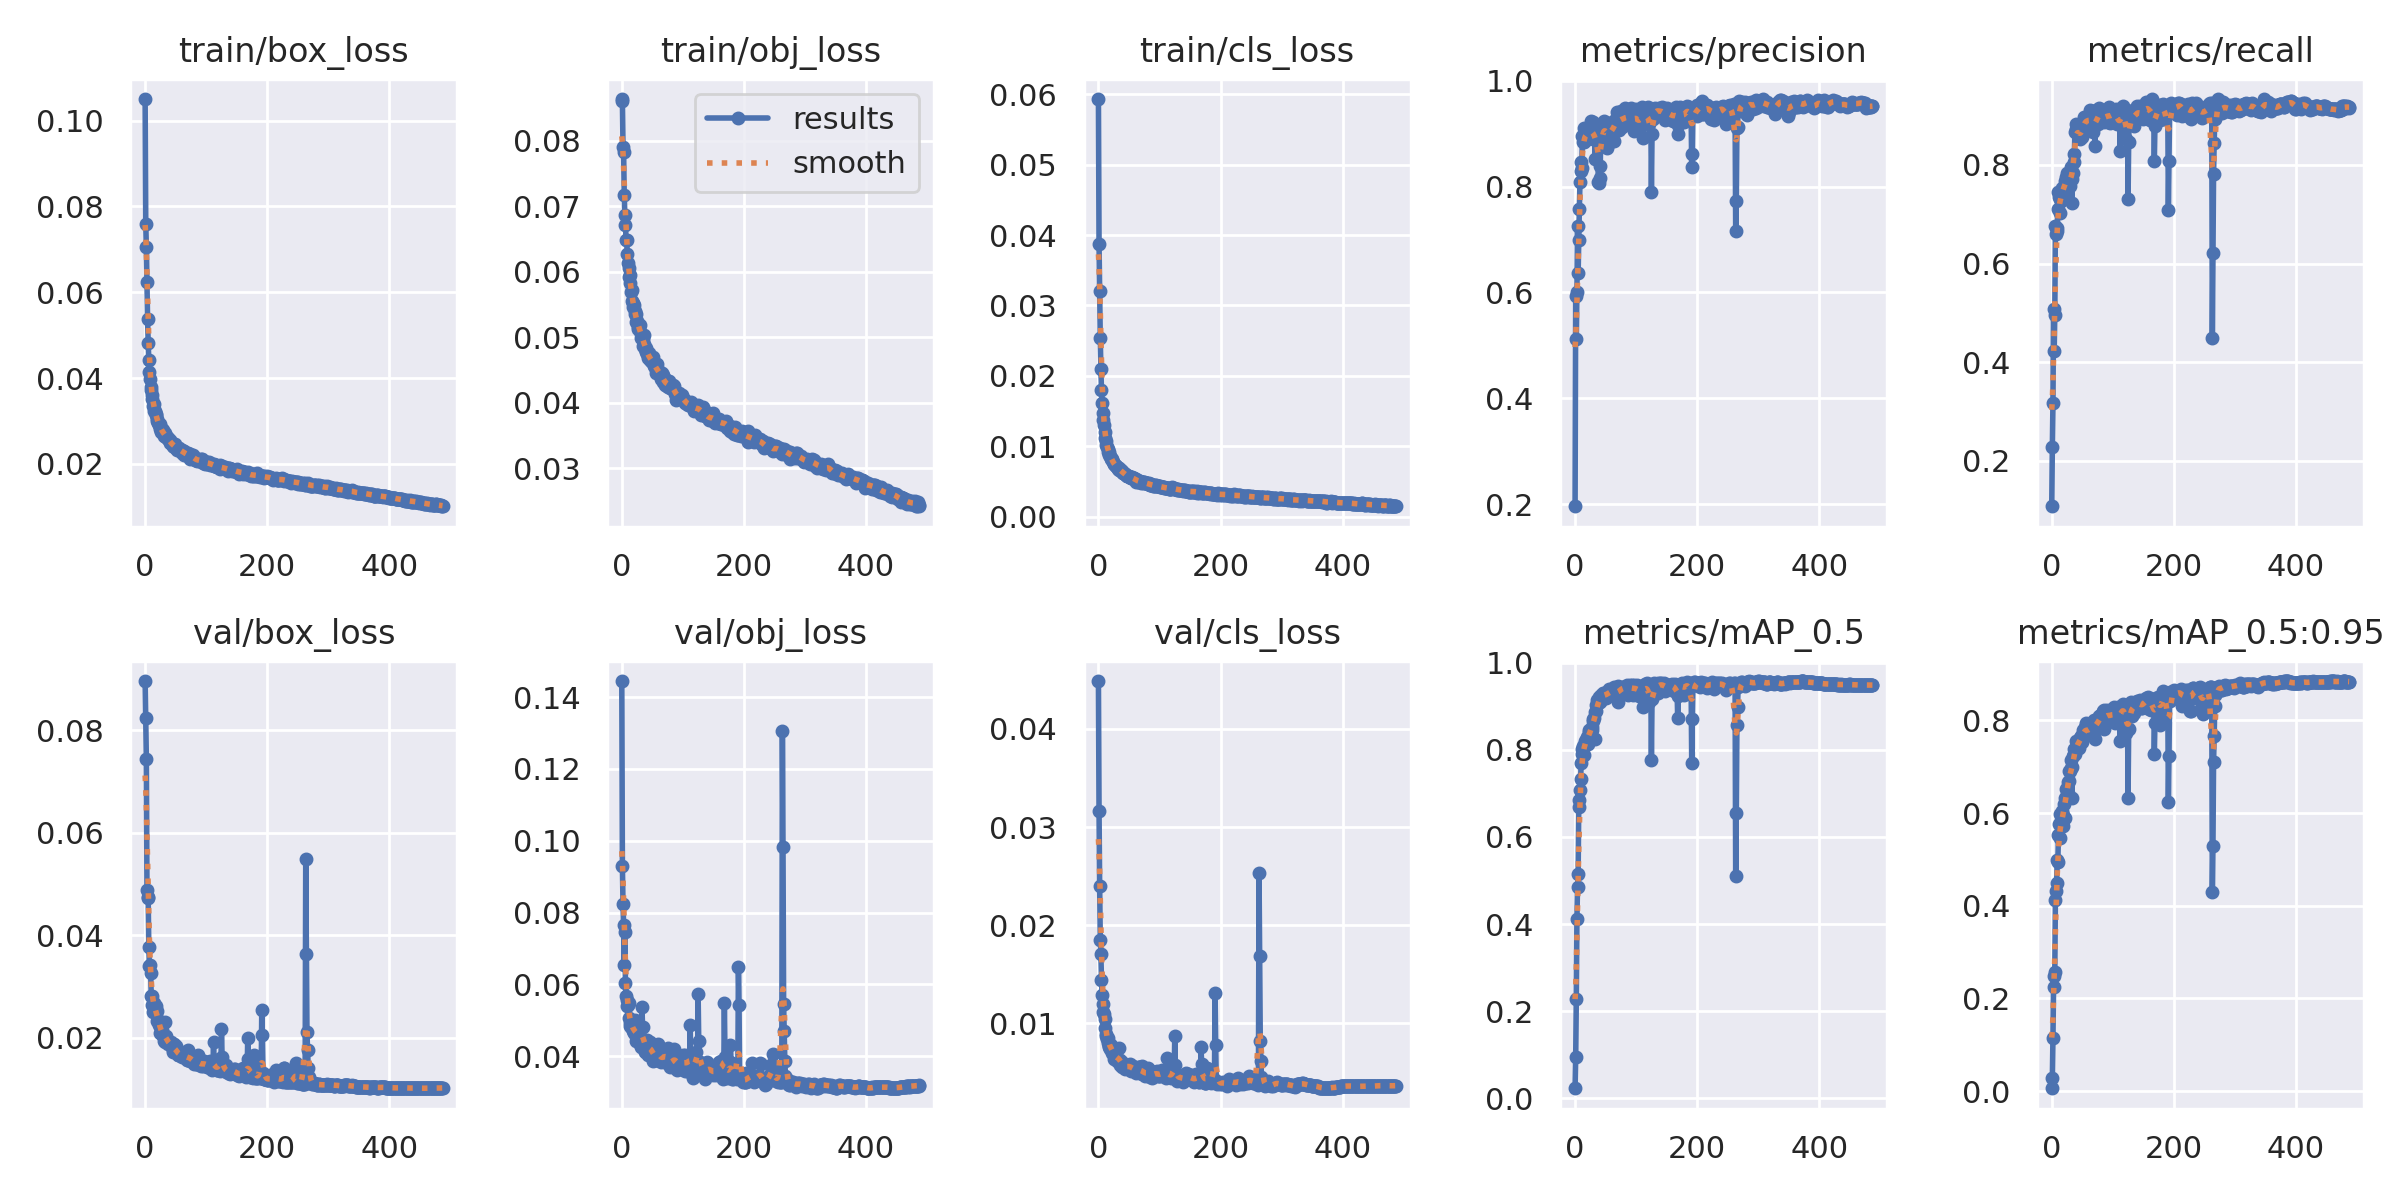 train/box_loss
0.10
0.08
0.06
0.04
0.02
0 200 400
train/obj_loss
results
smooth
0.08
0.07
0.06
0.05
0.04
0.03
0 200 400
train/cls_loss
0.06
0.05
0.04
0.03
0.02
0.01
0.00
0 200 400
metrics/precision
1.0
0.8
0.6
0.4
0.2
0 200 400
metrics/recall
0.8
0.6
0.4
0.2
0 200 400
val/box_loss
0.08
0.06
0.04
0.02
0 200 400
val/obj_loss
0.14
0.12
0.10
0.08
0.06
0.04
0 200 400
val/cls_loss
0.04
0.03
0.02
0.01
0 200 400
metrics/mAP_0.5
1.0
0.8
0.6
0.4
0.2
0.0
0 200 400
metrics/mAP_0.5:0.95
0.8
0.6
0.4
0.2
0.0
0 200 400